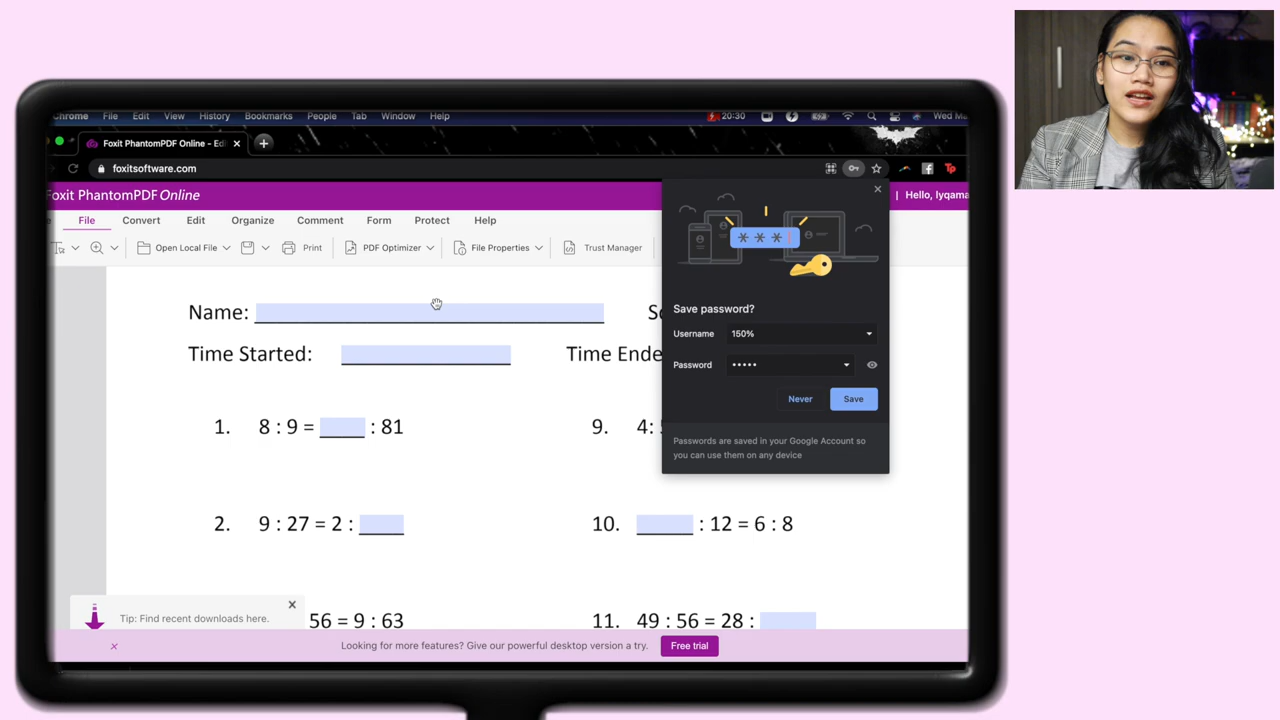 Chrome File Edit View History Bookmarks People Tab Window Help 20:30 Wed Ma
Foxit PhantomPDF Online - Ed
foxitsoftware.com
Foxit PhantomPDF Online Hello, lyqama
File Convert Edit Organize Comment Form Protect Help
Open Local File Print PDF Optimizer File Properties Trust Manager
Save password?
Username 150%
Password •••••
Never Save
Passwords are saved in your Google Account so
you can use them on any device
Name:
Time Started: Time Ende
1. 8 : 9 = : 81
9. 4:
2. 9 : 27 = 2 :
10. : 12 = 6 : 8
56 = 9 : 63
11. 49 : 56 = 28 :
Tip: Find recent downloads here.
Looking for more features? Give our powerful desktop version a try. Free trial